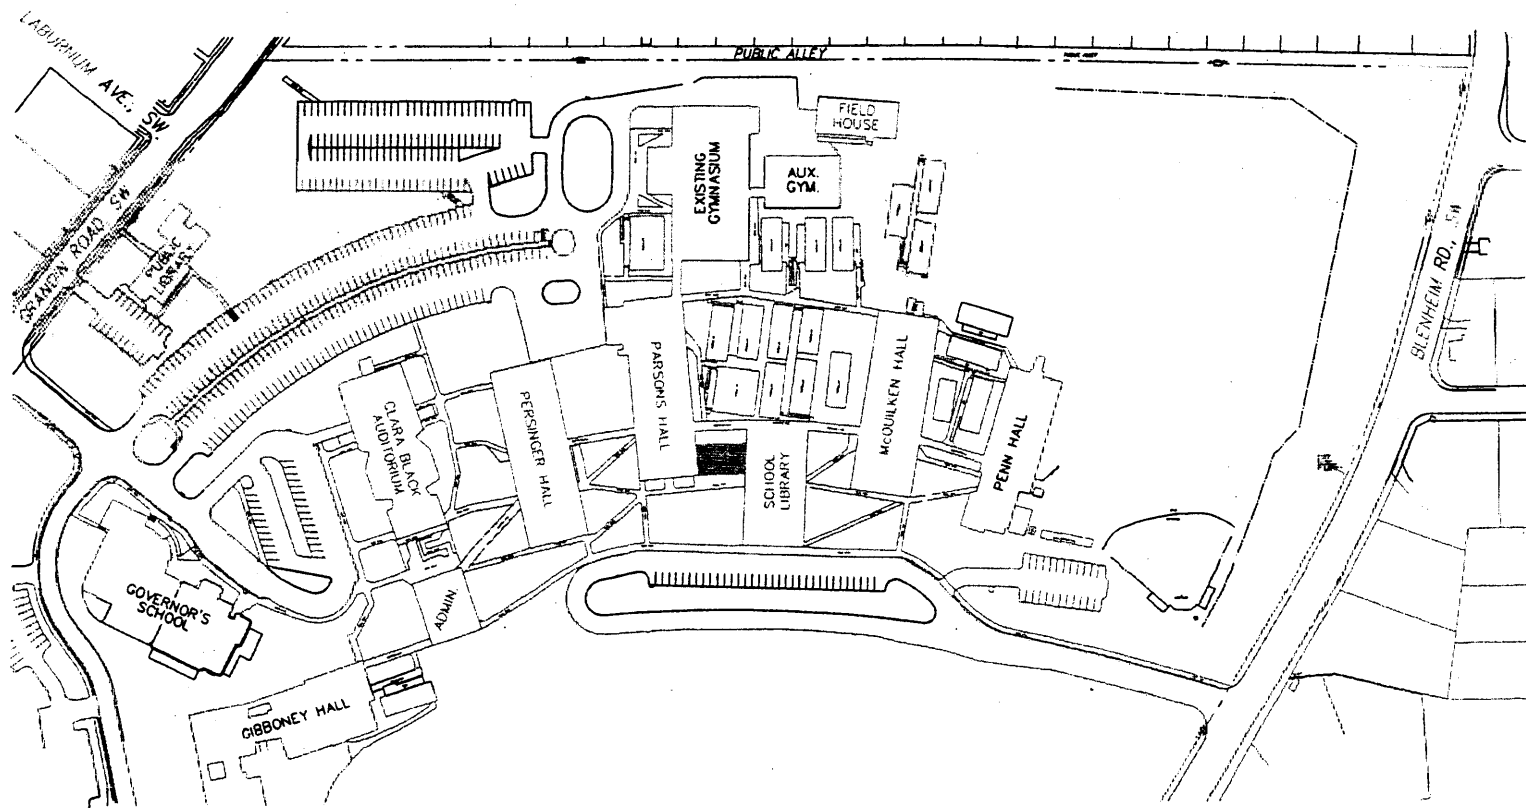 LABURNUM AVE., SW.
PUBLIC ALLEY
GRANDIN ROAD SW
PUBLIC
LIBRARY
FIELD
HOUSE
EXISTING
GYMNASIUM
AUX.
GYM.
BLENHEIM RD., SW
CLARA BLACK
AUDITORIUM
PERSINGER HALL
PARSONS HALL
SCHOOL
LIBRARY
McQUILKEN HALL
PENN HALL
GOVERNOR'S
SCHOOL
ADMIN.
GIBBONEY HALL